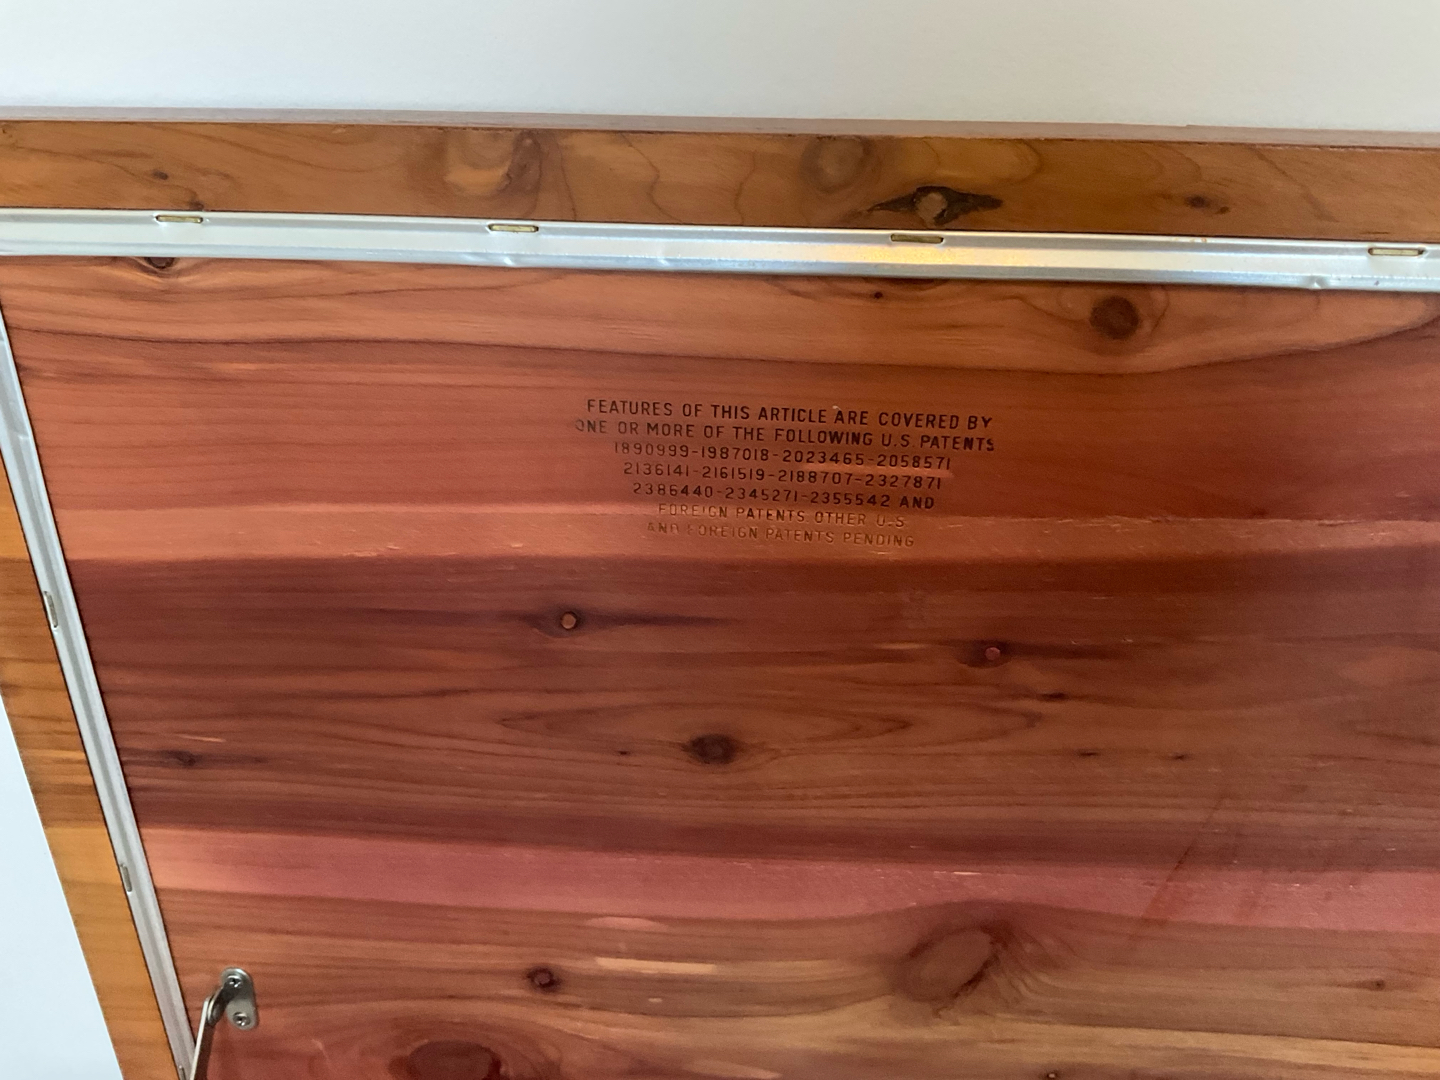 FEATURES OF THIS ARTICLE ARE COVERED BY
ONE OR MORE OF THE FOLLOWING U.S. PATENTS
1890999-1987018-2023465-2058571
2136141-2161519-2188707-2327871
2386440-2345271-2355542 AND
FOREIGN PATENTS. OTHER U.S
AND FOREIGN PATENTS PENDING